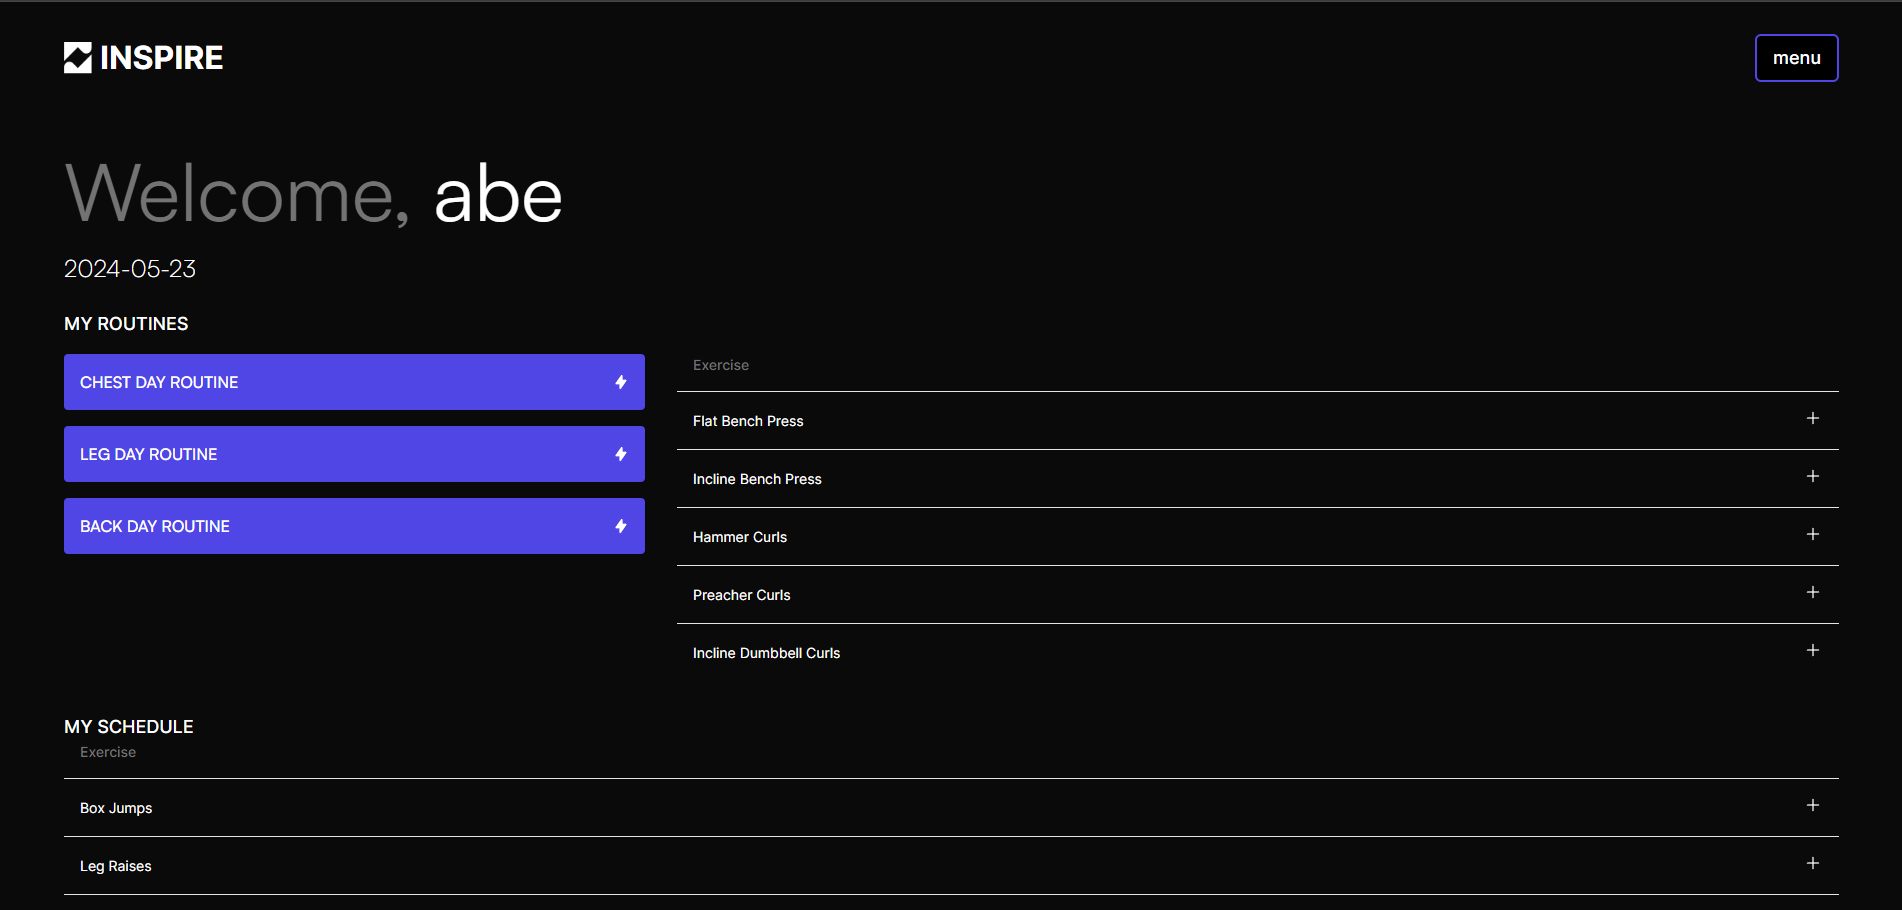 INSPIRE
menu
Welcome, abe
2024-05-23
MY ROUTINES
CHEST DAY ROUTINE
LEG DAY ROUTINE
BACK DAY ROUTINE
Exercise
Flat Bench Press
Incline Bench Press
Hammer Curls
Preacher Curls
Incline Dumbbell Curls
MY SCHEDULE
Exercise
Box Jumps
Leg Raises